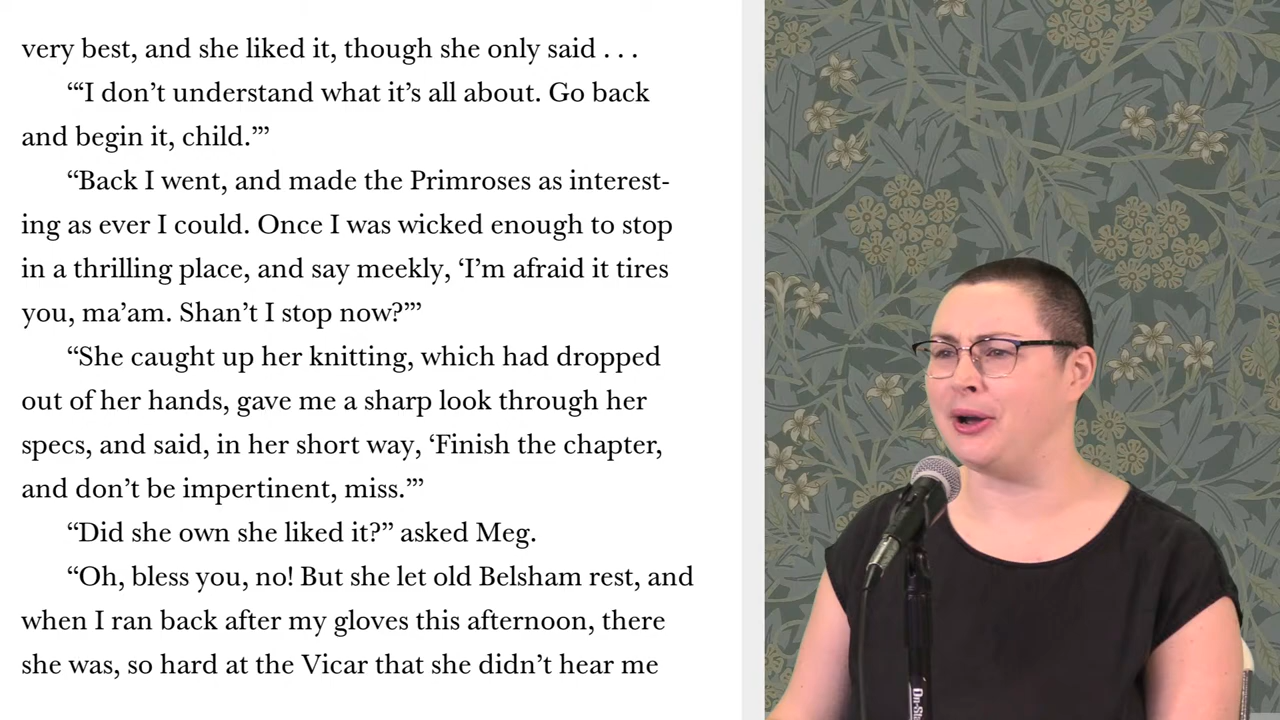 very best, and she liked it, though she only said . . .
“‘I don’t understand what it’s all about. Go back
and begin it, child.’”
“Back I went, and made the Primroses as interest-
ing as ever I could. Once I was wicked enough to stop
in a thrilling place, and say meekly, ‘I’m afraid it tires
you, ma’am. Shan’t I stop now?’”
“She caught up her knitting, which had dropped
out of her hands, gave me a sharp look through her
specs, and said, in her short way, ‘Finish the chapter,
and don’t be impertinent, miss.’”
“Did she own she liked it?” asked Meg.
“Oh, bless you, no! But she let old Belsham rest, and
when I ran back after my gloves this afternoon, there
she was, so hard at the Vicar that she didn’t hear me